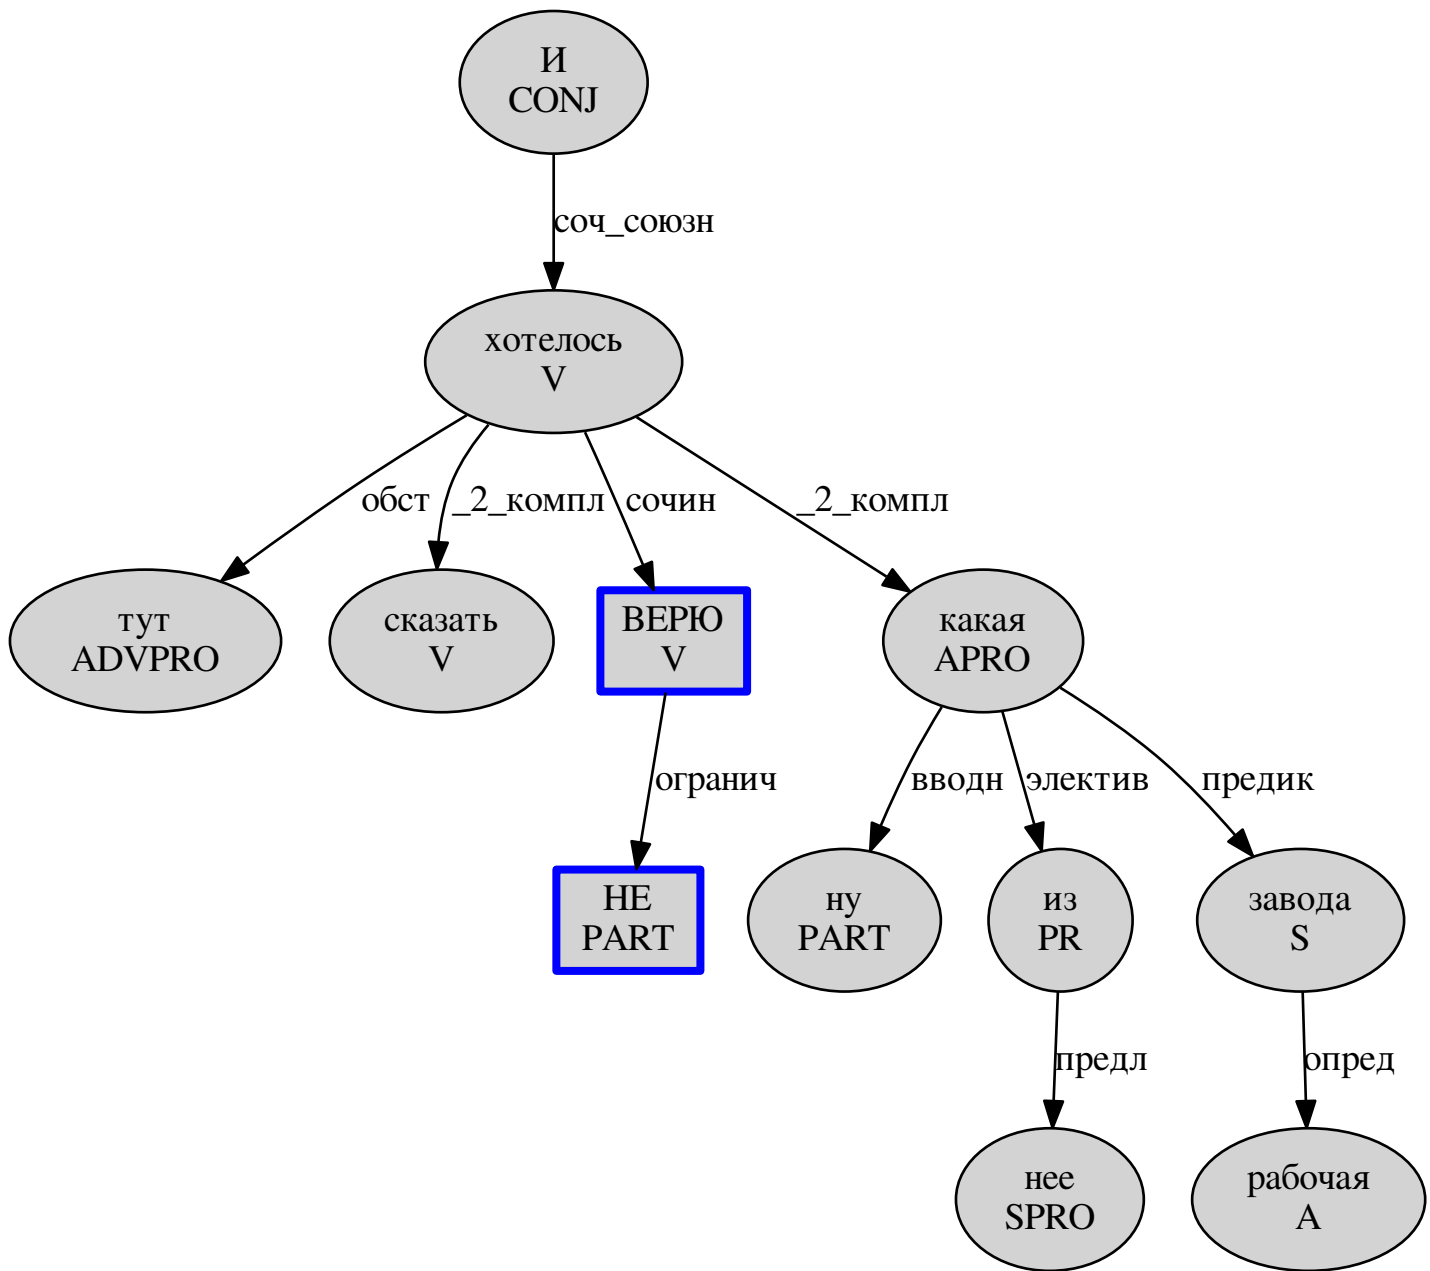 И
CONJ
соч_союзн
хотелось
V
обст
_2_компл
сочин
_2_компл
тут
ADVPRO
сказать
V
ВЕРЮ
V
какая
APRO
огранич
вводн
электив
предик
НЕ
PART
ну
PART
из
PR
завода
S
предл
опред
нее
SPRO
рабочая
A